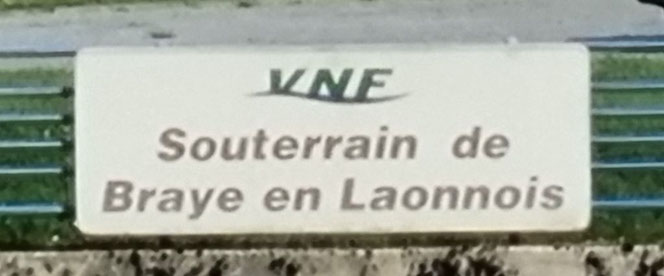 VNF
Souterrain de
Braye en Laonnois